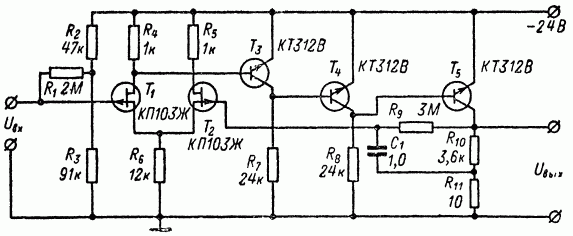 R2
47к
R4
1к
R5
1к
T3
КТ312В
T4
КТ312В
T5
КТ312В
−24В
R1 2М
T1
КП103Ж
T2
КП103Ж
Uвх
R3
91к
R6
12к
R7
24к
R8
24к
R9 3М
C1
1,0
R10
3,6к
R11
10
Uвых